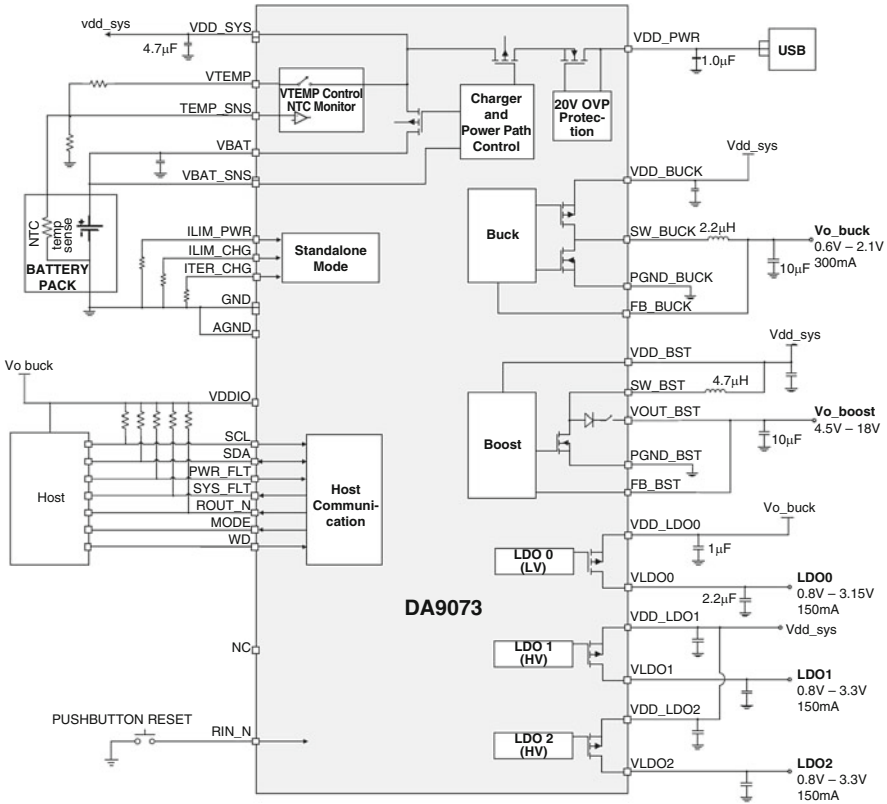 vdd_sys
VDD_SYS
4.7µF
VTEMP
TEMP_SNS
VBAT
VBAT_SNS
VTEMP Control
NTC Monitor
Charger
and
Power Path
Control
20V OVP
Protec-
tion
VDD_PWR
1.0µF
USB
NTC
temp
sense
BATTERY
PACK
ILIM_PWR
ILIM_CHG
ITER_CHG
GND
AGND
Standalone
Mode
Buck
Vdd_sys
VDD_BUCK
SW_BUCK
2.2µH
Vo_buck
0.6V – 2.1V
300mA
10µF
PGND_BUCK
FB_BUCK
Vo buck
VDDIO
SCL
SDA
PWR_FLT
SYS_FLT
ROUT_N
MODE
WD
Host
Host
Communi-
cation
Boost
Vdd_sys
VDD_BST
SW_BST
4.7µH
VOUT_BST
Vo_boost
4.5V – 18V
10µF
PGND_BST
FB_BST
DA9073
LDO 0
(LV)
VDD_LDO0
Vo_buck
1µF
VLDO0
2.2µF
LDO0
0.8V – 3.15V
150mA
LDO 1
(HV)
VDD_LDO1
Vdd_sys
VLDO1
LDO1
0.8V – 3.3V
150mA
LDO 2
(HV)
VDD_LDO2
VLDO2
LDO2
0.8V – 3.3V
150mA
NC
PUSHBUTTON RESET
RIN_N